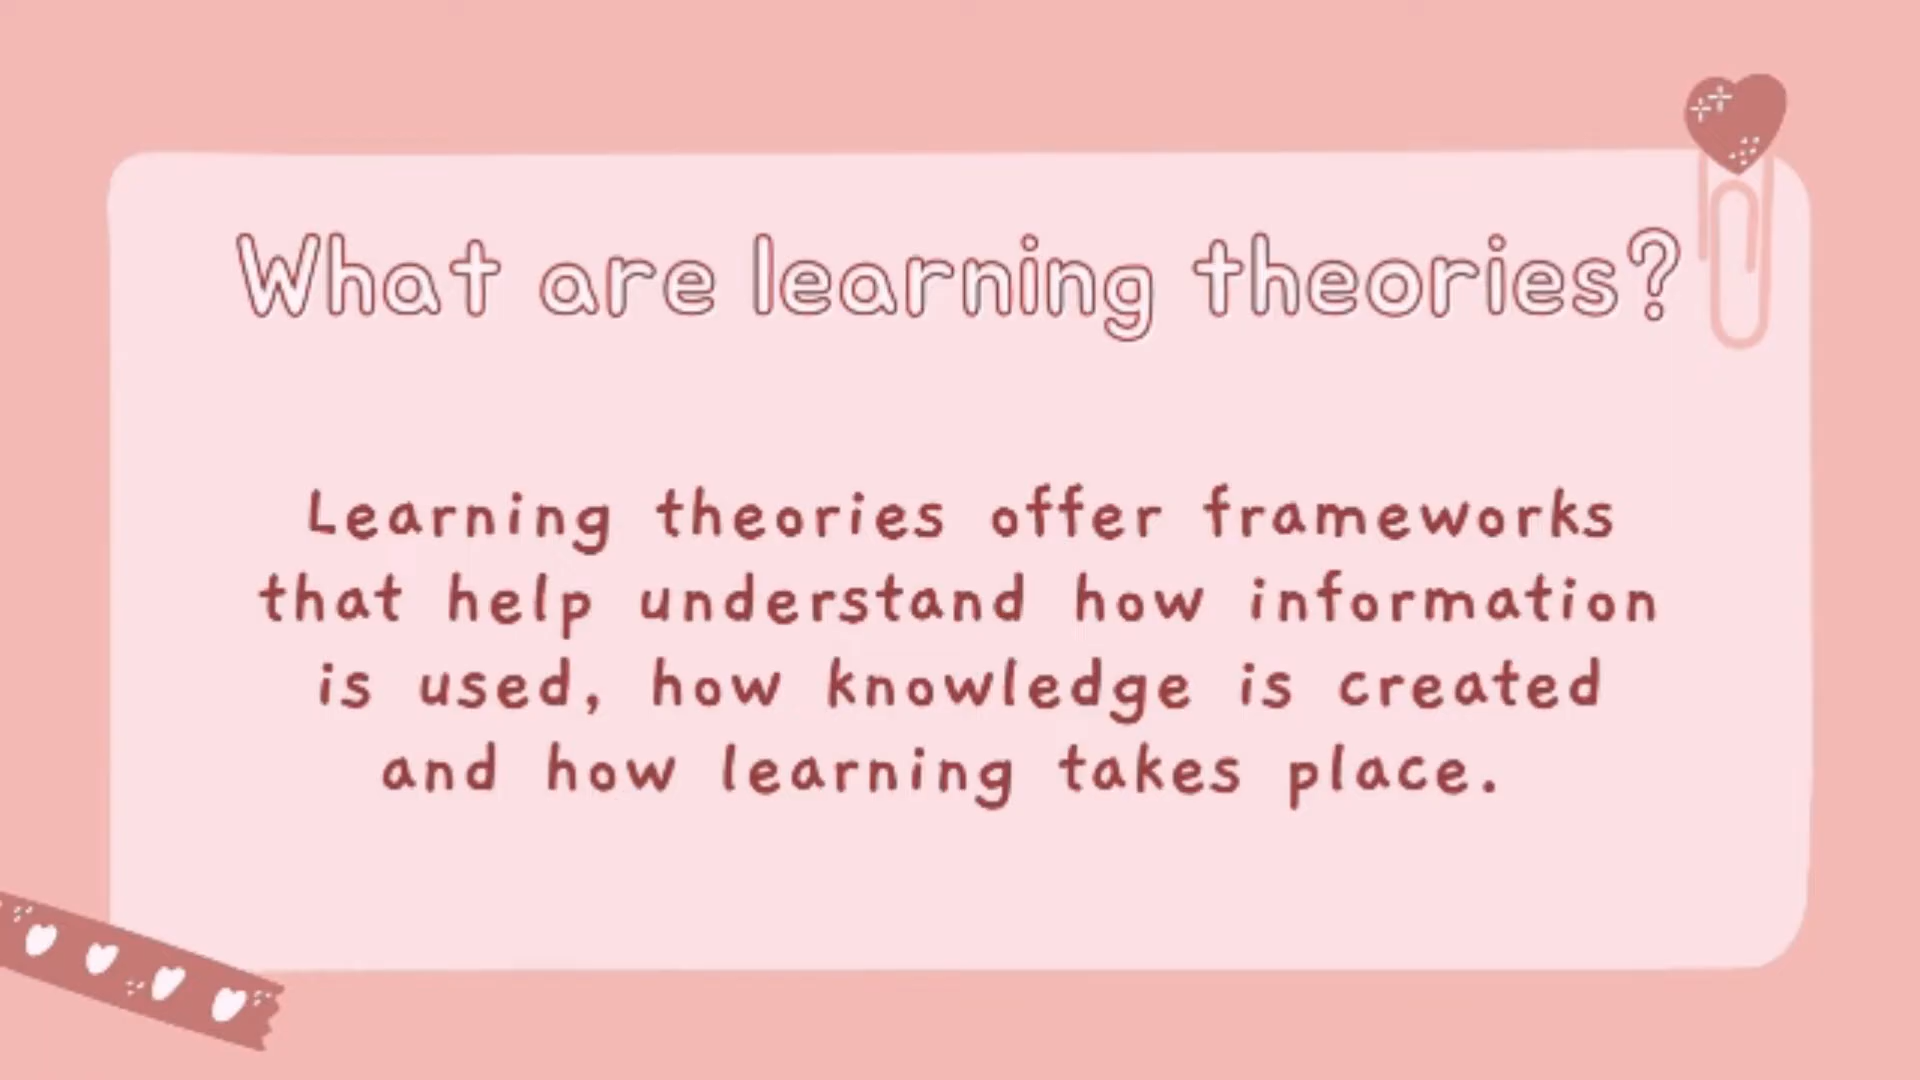 What are learning theories?
Learning theories offer frameworks
that help understand how information
is used, how knowledge is created
and how learning takes place.